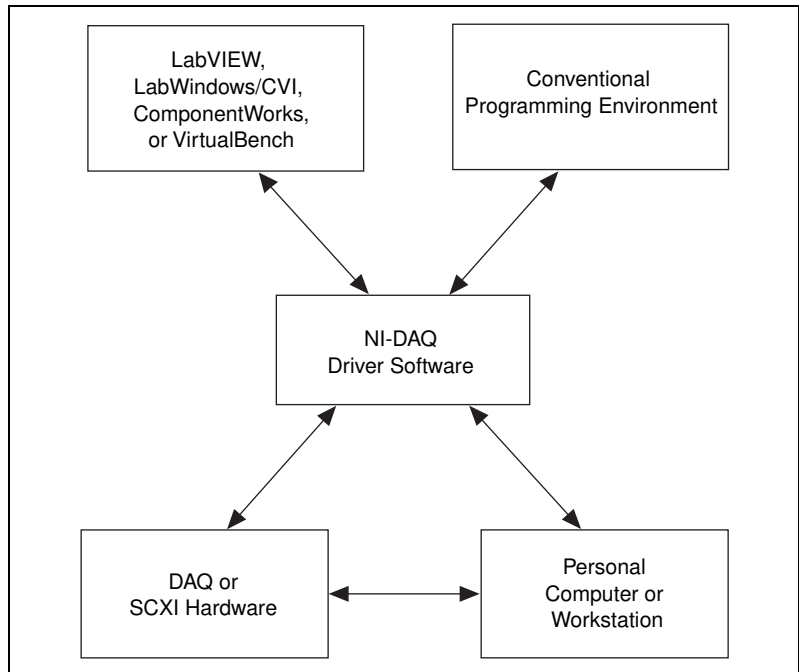 LabVIEW,
LabWindows/CVI,
ComponentWorks,
or VirtualBench
Conventional
Programming Environment
NI-DAQ
Driver Software
DAQ or
SCXI Hardware
Personal
Computer or
Workstation